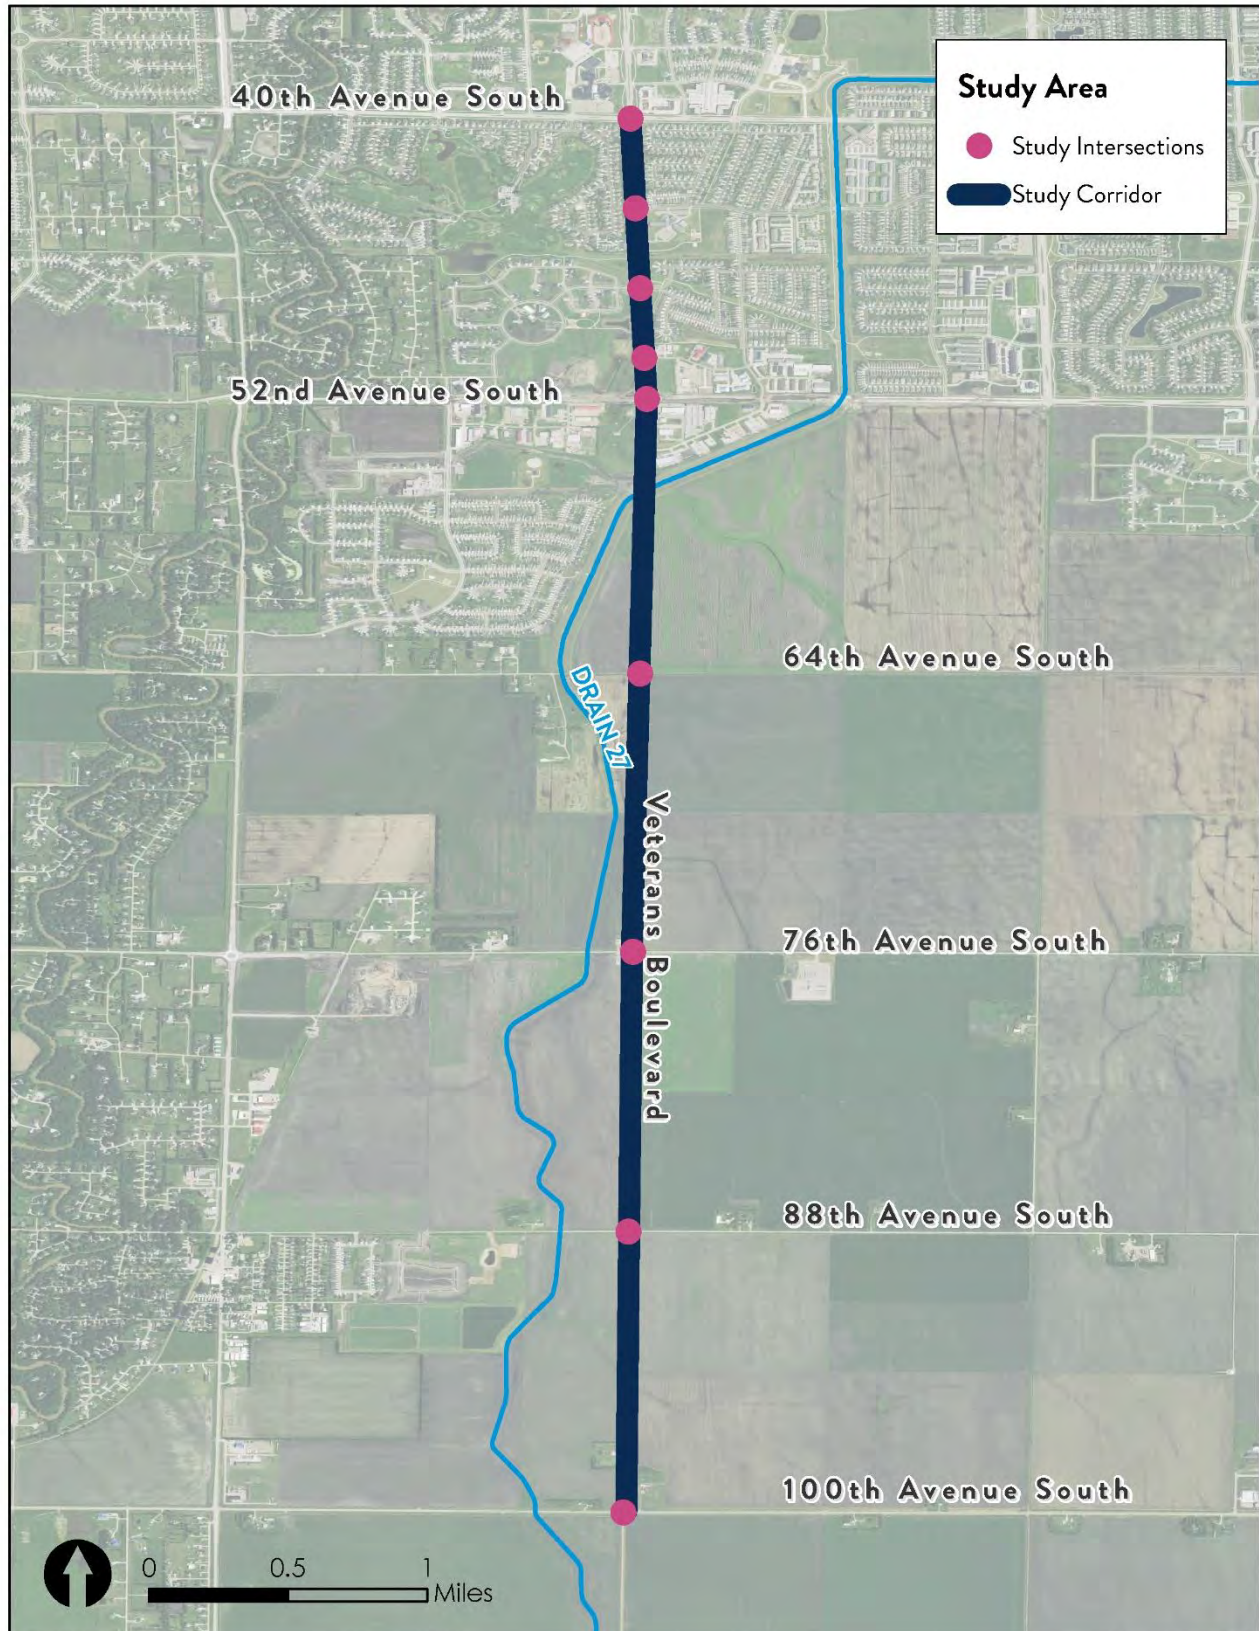 Study Area
Study Intersections
Study Corridor
40th Avenue South
52nd Avenue South
64th Avenue South
DRAIN 27
Veterans Boulevard
76th Avenue South
88th Avenue South
100th Avenue South
0 0.5 1
Miles